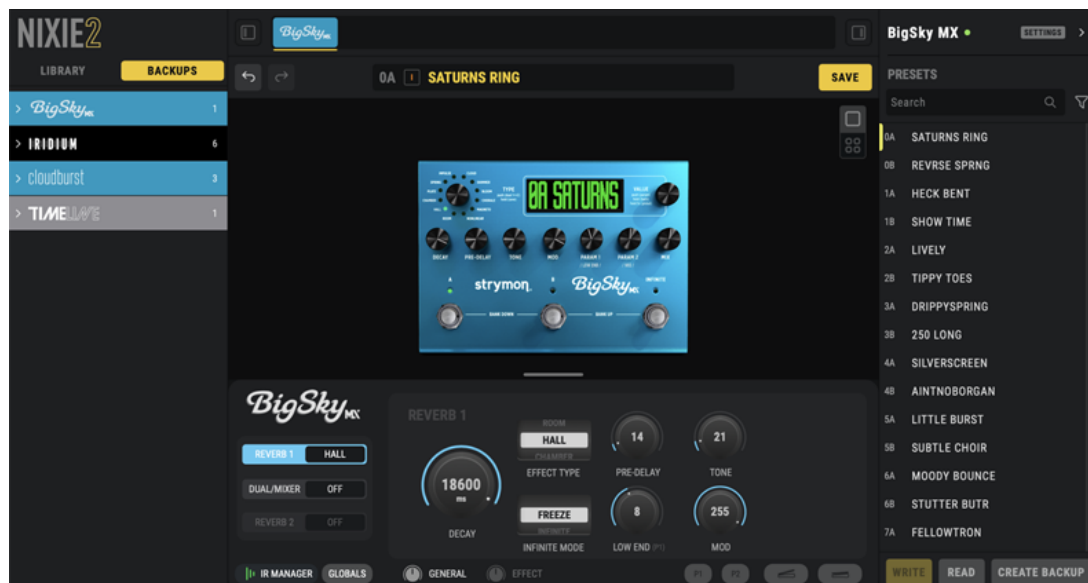 NIXIE2
LIBRARY
BACKUPS
BigSky MX
1
IRIDIUM
6
cloudburst
3
TIMELINE
1
BigSky MX
0A I SATURNS RING
SAVE
TYPE
VALUE
0A SATURNS
DECAY
PRE-DELAY
TONE
MOD
PARAM 1
PARAM 2
MIX
A
B
INFINITE
strymon
BigSky MX
BANK DOWN
BANK UP
BigSky MX
REVERB 1 HALL
DUAL/MIXER OFF
REVERB 2 OFF
REVERB 1
18600
ms
DECAY
ROOM
HALL
CHAMBER
EFFECT TYPE
FREEZE
INFINITE
INFINITE MODE
14
PRE-DELAY
8
LOW END (P1)
21
TONE
255
MOD
IR MANAGER
GLOBALS
GENERAL
EFFECT
P1
P2
BigSky MX
SETTINGS
PRESETS
Search
0A SATURNS RING
0B REVRSE SPRNG
1A HECK BENT
1B SHOW TIME
2A LIVELY
2B TIPPY TOES
3A DRIPPYSPRING
3B 250 LONG
4A SILVERSCREEN
4B AINTNOBORGAN
5A LITTLE BURST
5B SUBTLE CHOIR
6A MOODY BOUNCE
6B STUTTER BUTR
7A FELLOWTRON
WRITE
READ
CREATE BACKUP